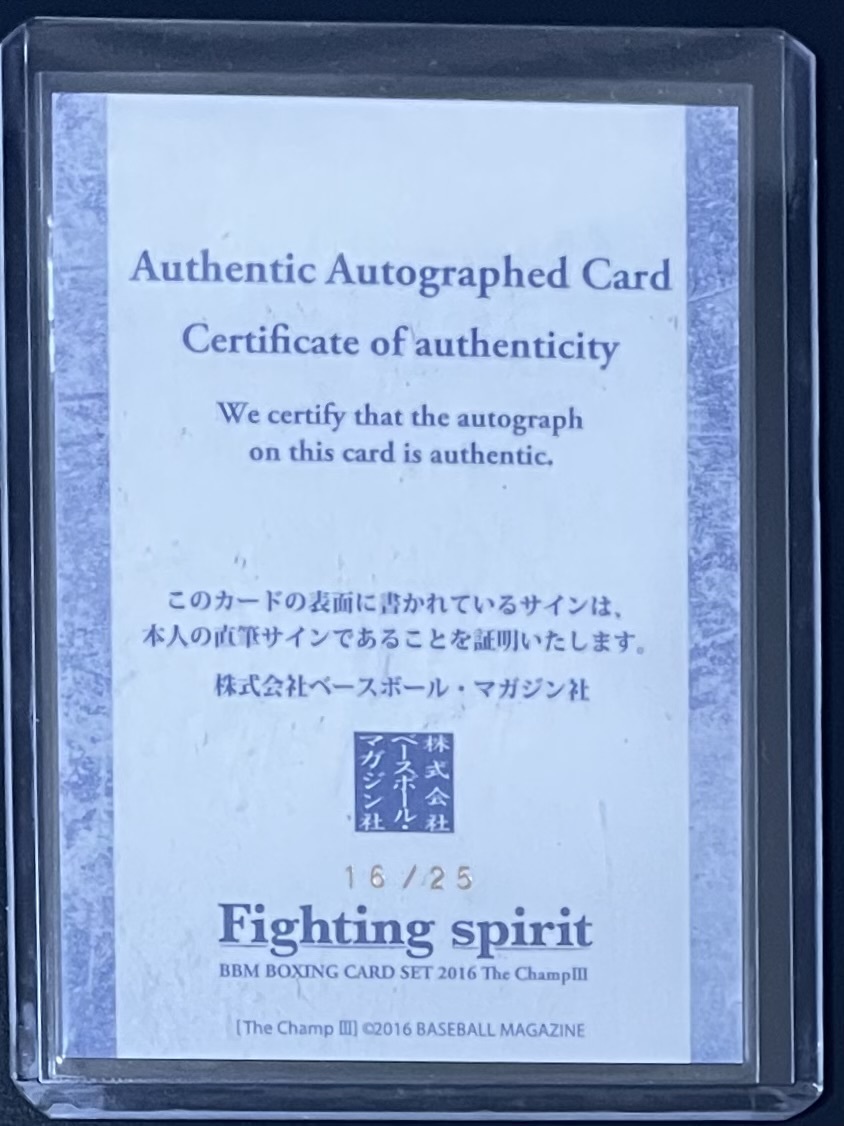 Authentic Autographed Card
Certificate of authenticity
We certify that the autograph
on this card is authentic.
このカードの表面に書かれているサインは、
本人の直筆サインであることを証明いたします。
株式会社ベースボール・マガジン社
株式会社
ベースボール・
マガジン社
16/25
Fighting spirit
BBM BOXING CARD SET 2016 The ChampⅢ
[The Champ Ⅲ] ©2016 BASEBALL MAGAZINE